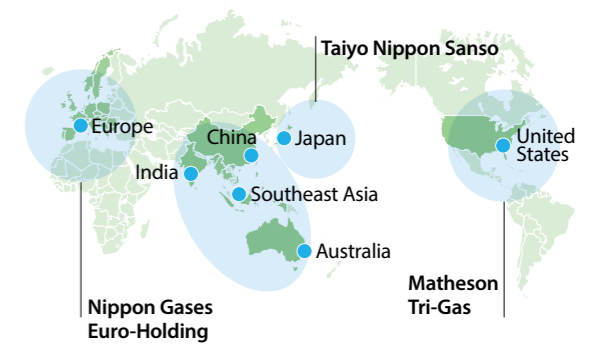 Taiyo Nippon Sanso
Europe
China
Japan
United
States
India
Southeast Asia
Australia
Matheson
Tri-Gas
Nippon Gases
Euro-Holding